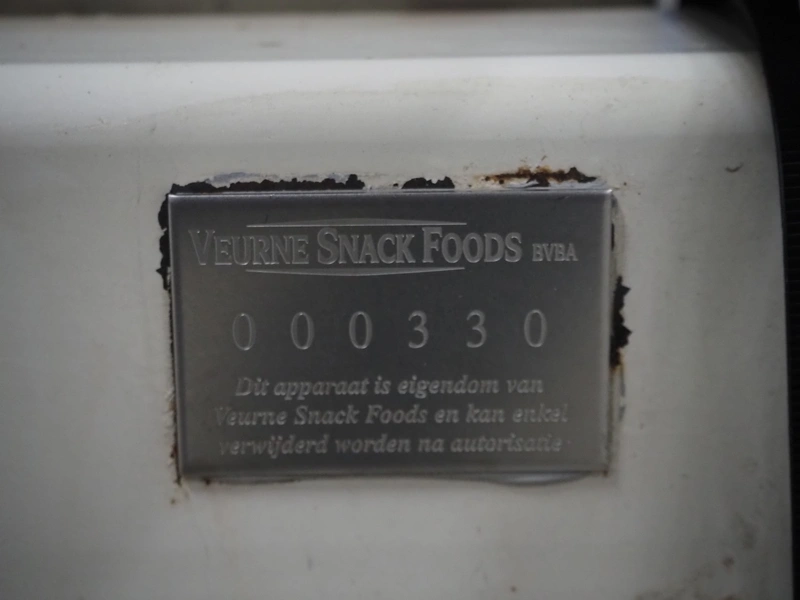 VEURNE SNACK FOODS BVBA
000330
Dit apparaat is eigendom van
Veurne Snack Foods en kan enkel
verwijderd worden na autorisatie